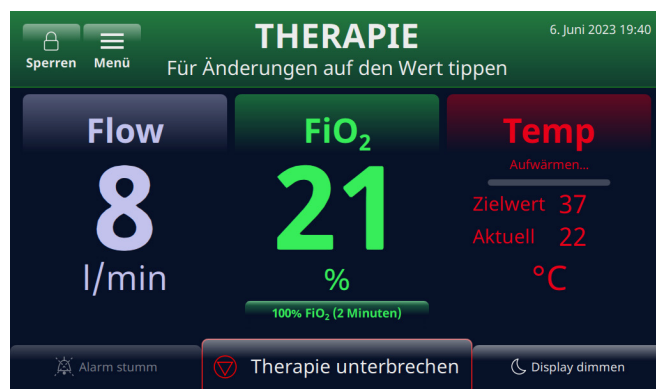 THERAPIE
6. Juni 2023 19:40
Sperren Menü
Für Änderungen auf den Wert tippen
Flow
8
l/min
FiO₂
21
%
100% FiO₂ (2 Minuten)
Temp
Aufwärmen...
Zielwert 37
Aktuell 22
°C
Alarm stumm
Therapie unterbrechen
Display dimmen